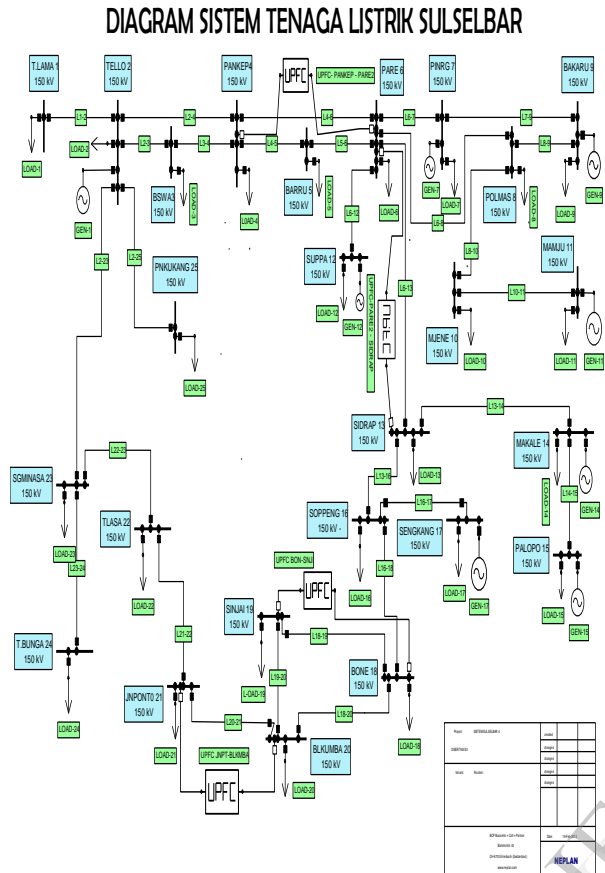 DIAGRAM SISTEM TENAGA LISTRIK SULSELBAR
T.LAMA 1
150 kV
TELLO 2
150 kV
PANKEP4
150 kV
UPFC
UPFC- PANKEP - PARE2
PARE 6
150 kV
PINRG 7
150 kV
BAKARU 9
150 kV
L1-2
L2-4
L4-6
L6-7
L7-9
LOAD-2
L2-3
L3-4
L4-5
L5-6
L8-9
LOAD-1
GEN-1
BSWA3
150 kV
LOAD-3
LOAD-4
BARRU 5
150 kV
LOAD-5
LOAD-6
GEN-7
LOAD-7
L6-8
POLMAS 8
150 kV
LOAD-8
LOAD-9
GEN-9
L6-12
L2-23
L2-25
PNKUKANG 25
150 kV
SUPPA 12
150 kV
L8-10
MAMJU 11
150 kV
LOAD-12
GEN-12
UPFC-PARE2 - SIDRAP
UPFC
L6-13
L10-11
MJENE 10
150 kV
LOAD-10
LOAD-11
GEN-11
LOAD-25
L13-14
SIDRAP 13
150 kV
MAKALE 14
150 kV
L22-23
SGMINASA 23
150 kV
L13-16
LOAD-13
LOAD-14
L14-15
GEN-14
L16-17
SOPPENG 16
150 kV -
SENGKANG 17
150 kV
TLASA 22
150 kV
PALOPO 15
150 kV
LOAD-23
L23-24
UPFC BON-SNJ
UPFC
L16-18
LOAD-22
LOAD-16
LOAD-17
GEN-17
LOAD-15
GEN-15
SINJAI 19
150 kV
L21-22
L18-19
T.BUNGA 24
150 kV
BONE 18
150 kV
JNPONT0 21
150 kV
L-OAD-19
L19-20
LOAD-24
L20-21
L18-20
BLKUMBA 20
150 kV
LOAD-21
UPFC JNPT-BLKMBA
UPFC
LOAD-20
LOAD-18
NEPLAN